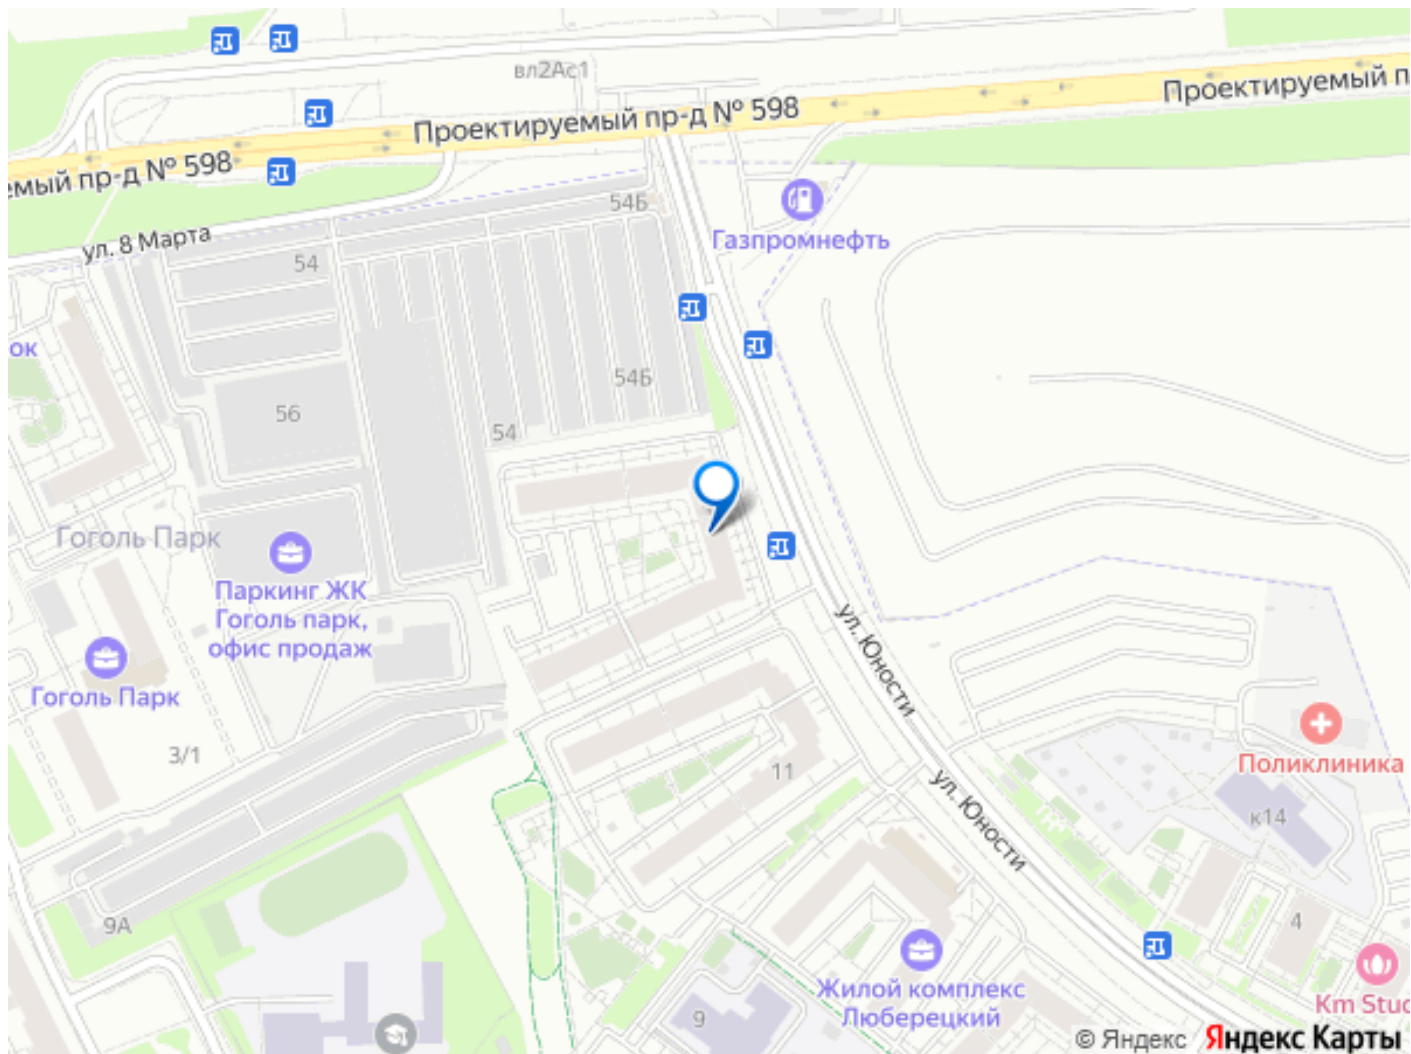 вл2Ас1
Проектируемый п
Проектируемый пр-д № 598
емый пр-д № 598
54Б
ул. 8 Марта
Газпромнефть
54
ок
54Б
56
54
Гоголь Парк
Паркинг ЖК
Гоголь парк,
офис продаж
ул. Юности
Гоголь Парк
3/1
11
Поликлиника
ул. Юности
к14
9А
4
Жилой комплекс
Люберецкий
9
Km Stud
© Яндекс Яндекс Карты